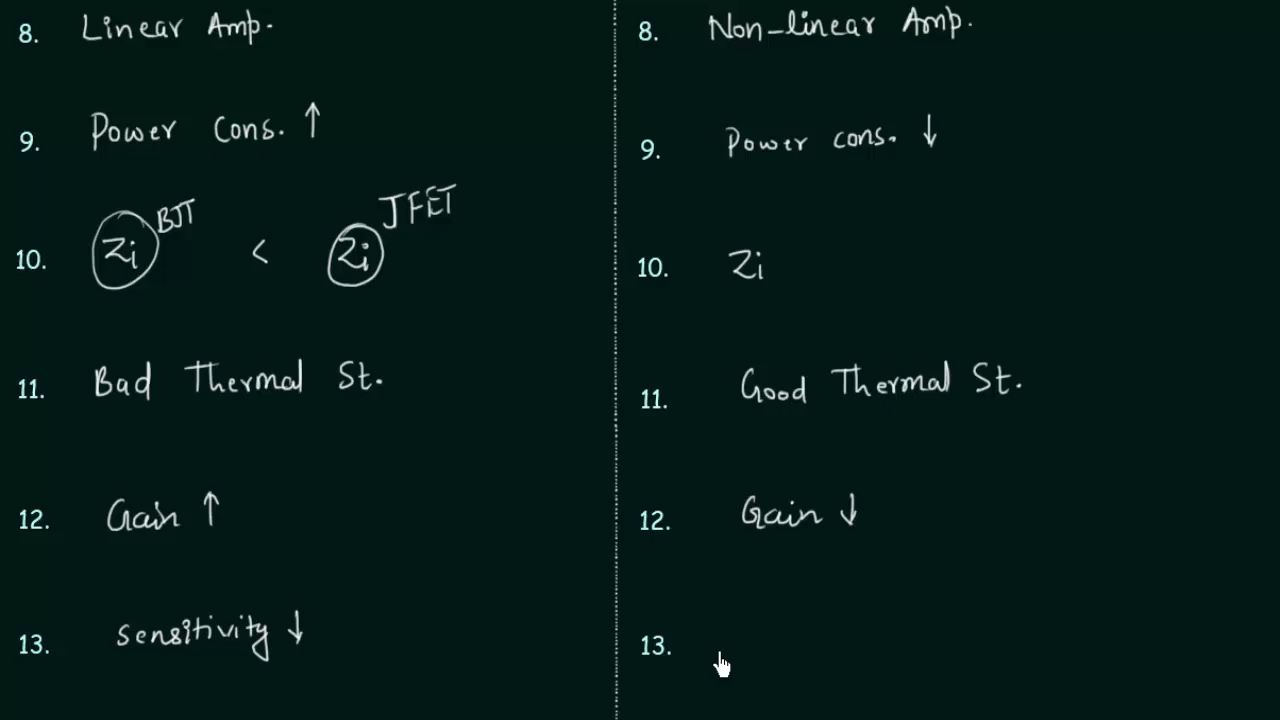 8. Linear Amp.
9. Power Cons. ↑
10. Zi BJT < Zi JFET
11. Bad Thermal St.
12. Gain ↑
13. Sensitivity ↓
8. Non-linear Amp.
9. Power cons. ↓
10. Zi
11. Good Thermal St.
12. Gain ↓
13.